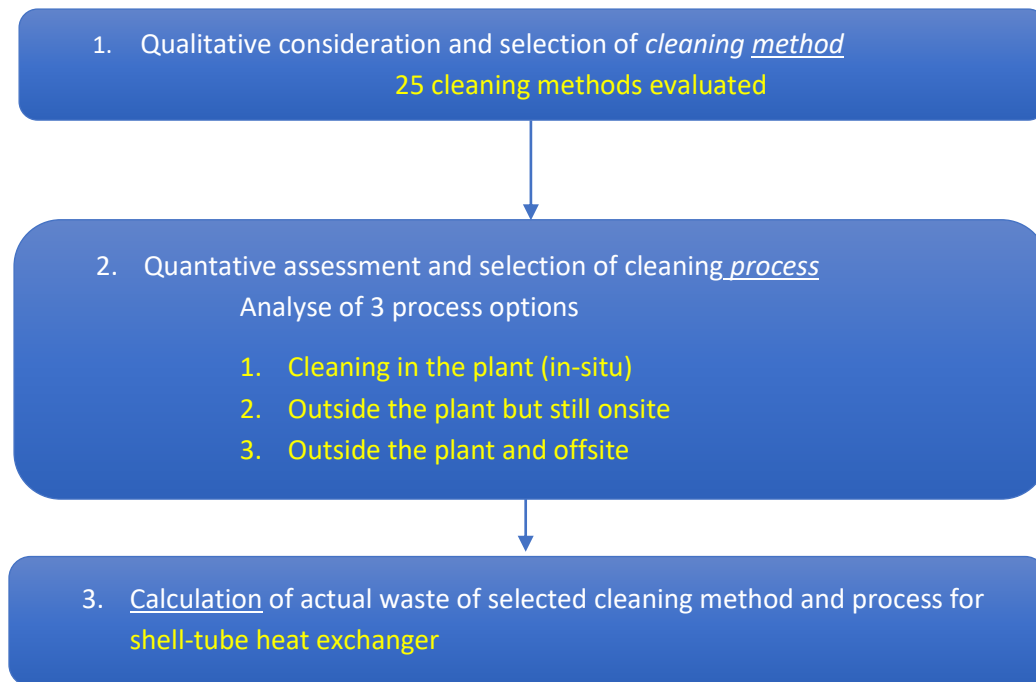 1. Qualitative consideration and selection of cleaning method
25 cleaning methods evaluated
2. Quantative assessment and selection of cleaning process
Analyse of 3 process options
1. Cleaning in the plant (in-situ)
2. Outside the plant but still onsite
3. Outside the plant and offsite
3. Calculation of actual waste of selected cleaning method and process for
shell-tube heat exchanger